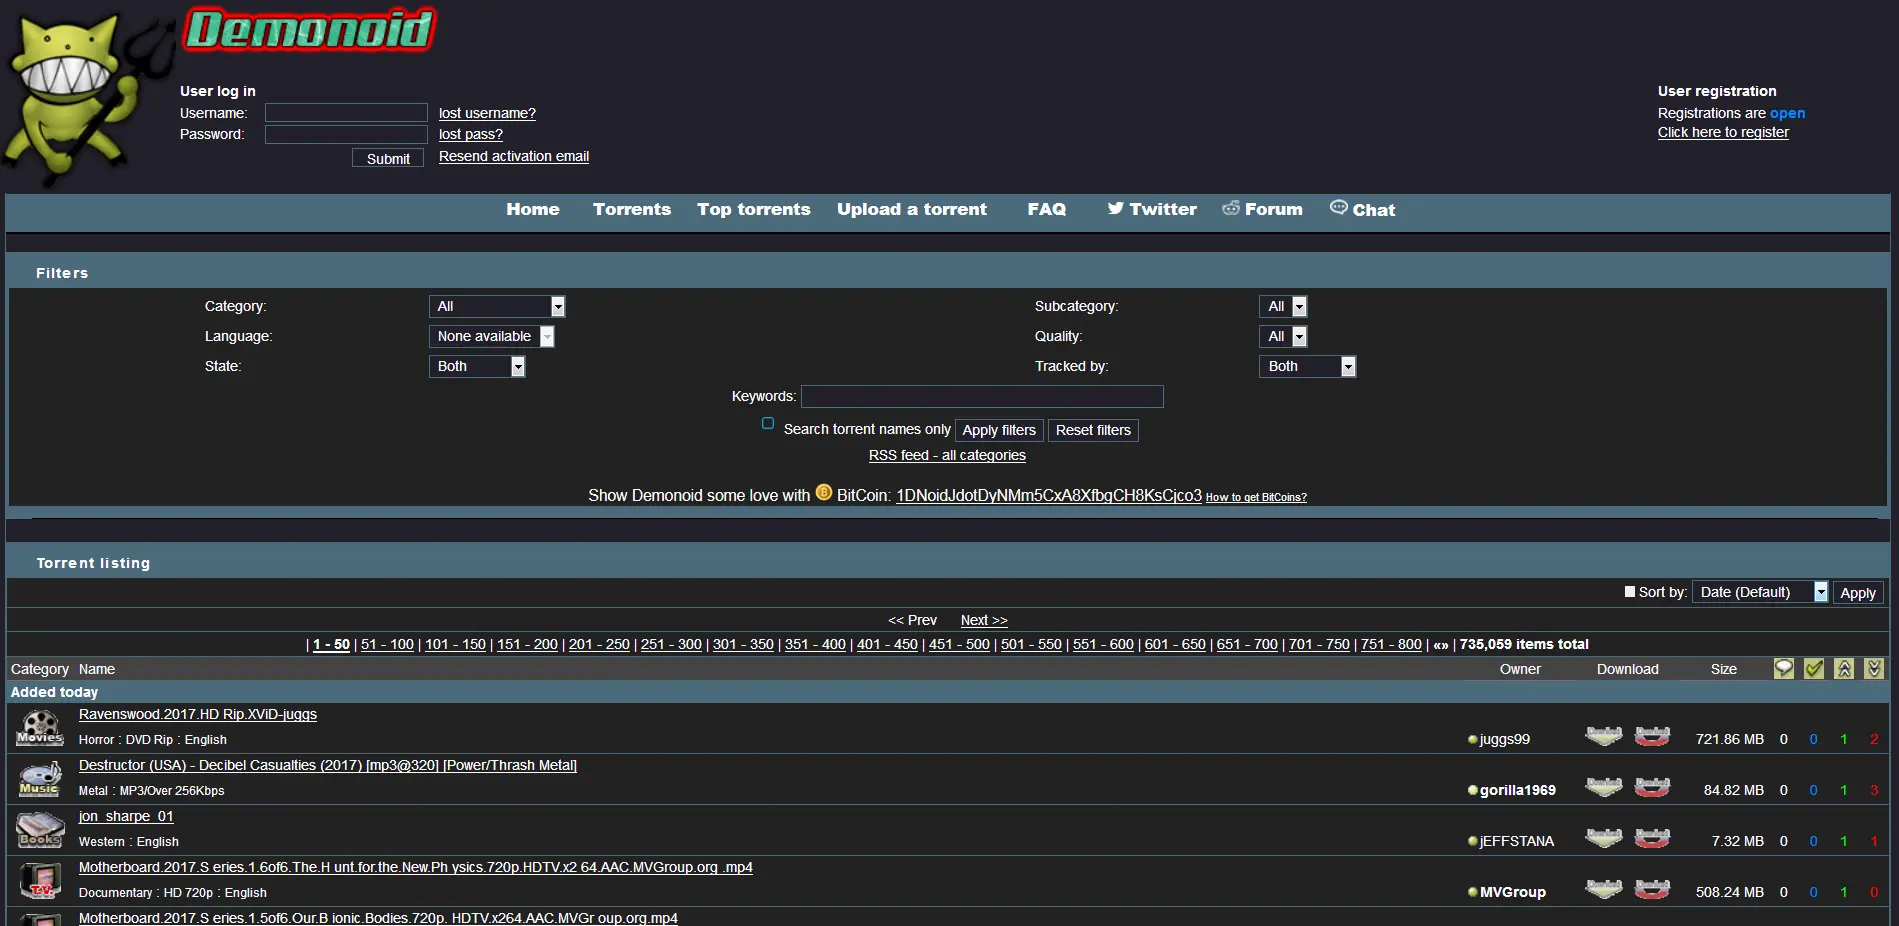 Demonoid
User log in
User registration
Username: lost username?
Registrations are open
Password: lost pass?
Click here to register
Submit Resend activation email
Home Torrents Top torrents Upload a torrent FAQ Twitter Forum Chat
Filters
Category: All Subcategory: All
Language: None available Quality: All
State: Both Tracked by: Both
Keywords:
Search torrent names only Apply filters Reset filters
RSS feed - all categories
Show Demonoid some love with BitCoin: 1DNoidJdotDyNMm5CxA8XfbgCH8KsCjco3 How to get BitCoins?
Torrent listing
Sort by: Date (Default) Apply
<< Prev Next >>
| 1 - 50 | 51 - 100 | 101 - 150 | 151 - 200 | 201 - 250 | 251 - 300 | 301 - 350 | 351 - 400 | 401 - 450 | 451 - 500 | 501 - 550 | 551 - 600 | 601 - 650 | 651 - 700 | 701 - 750 | 751 - 800 | «» | 735,059 items total
Category Name Owner Download Size
Added today
Ravenswood.2017.HD Rip.XViD-juggs
Movies Horror : DVD Rip : English juggs99 721.86 MB 0 0 1 2
Destructor (USA) - Decibel Casualties (2017) [mp3@320] [Power/Thrash Metal]
Music Metal : MP3/Over 256Kbps gorilla1969 84.82 MB 0 0 1 3
jon_sharpe_01
Books Western : English jEFFSTANA 7.32 MB 0 0 1 1
Motherboard.2017.S eries.1.6of6.The.H unt.for.the.New.Ph ysics.720p.HDTV.x2 64.AAC.MVGroup.org .mp4
T.V. Documentary : HD 720p : English MVGroup 508.24 MB 0 0 1 0
Motherboard.2017.S eries.1.5of6.Our.B ionic.Bodies.720p. HDTV.x264.AAC.MVGr oup.org.mp4